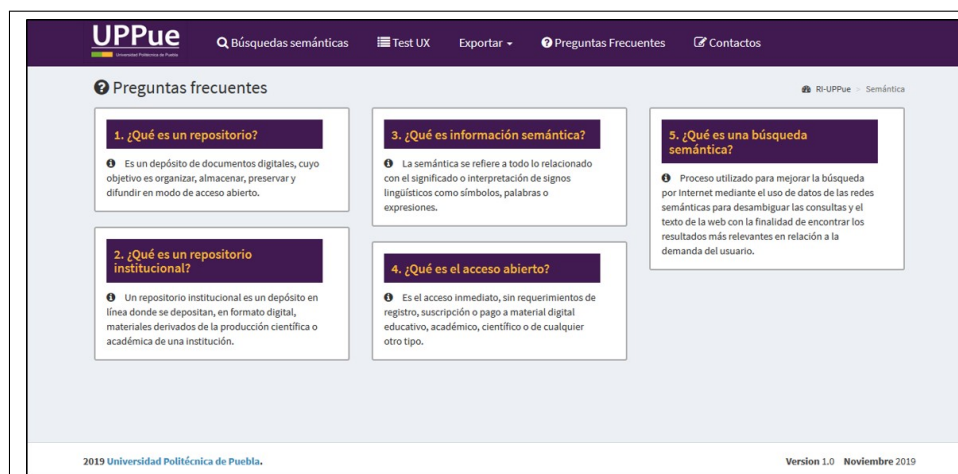 UPPue
Universidad Politécnica de Puebla
Búsquedas semánticas
Test UX
Exportar
Preguntas Frecuentes
Contactos
Preguntas frecuentes
RI-UPPue > Semántica
1. ¿Qué es un repositorio?
Es un depósito de documentos digitales, cuyo
objetivo es organizar, almacenar, preservar y
difundir en modo de acceso abierto.
2. ¿Qué es un repositorio
institucional?
Un repositorio institucional es un depósito en
línea donde se depositan, en formato digital,
materiales derivados de la producción científica o
académica de una institución.
3. ¿Qué es información semántica?
La semántica se refiere a todo lo relacionado
con el significado o interpretación de signos
lingüísticos como símbolos, palabras o
expresiones.
4. ¿Qué es el acceso abierto?
Es el acceso inmediato, sin requerimientos de
registro, suscripción o pago a material digital
educativo, académico, científico o de cualquier
otro tipo.
5. ¿Qué es una búsqueda
semántica?
Proceso utilizado para mejorar la búsqueda
por Internet mediante el uso de datos de las redes
semánticas para desambiguar las consultas y el
texto de la web con la finalidad de encontrar los
resultados más relevantes en relación a la
demanda del usuario.
2019 Universidad Politécnica de Puebla.
Version 1.0 Noviembre 2019